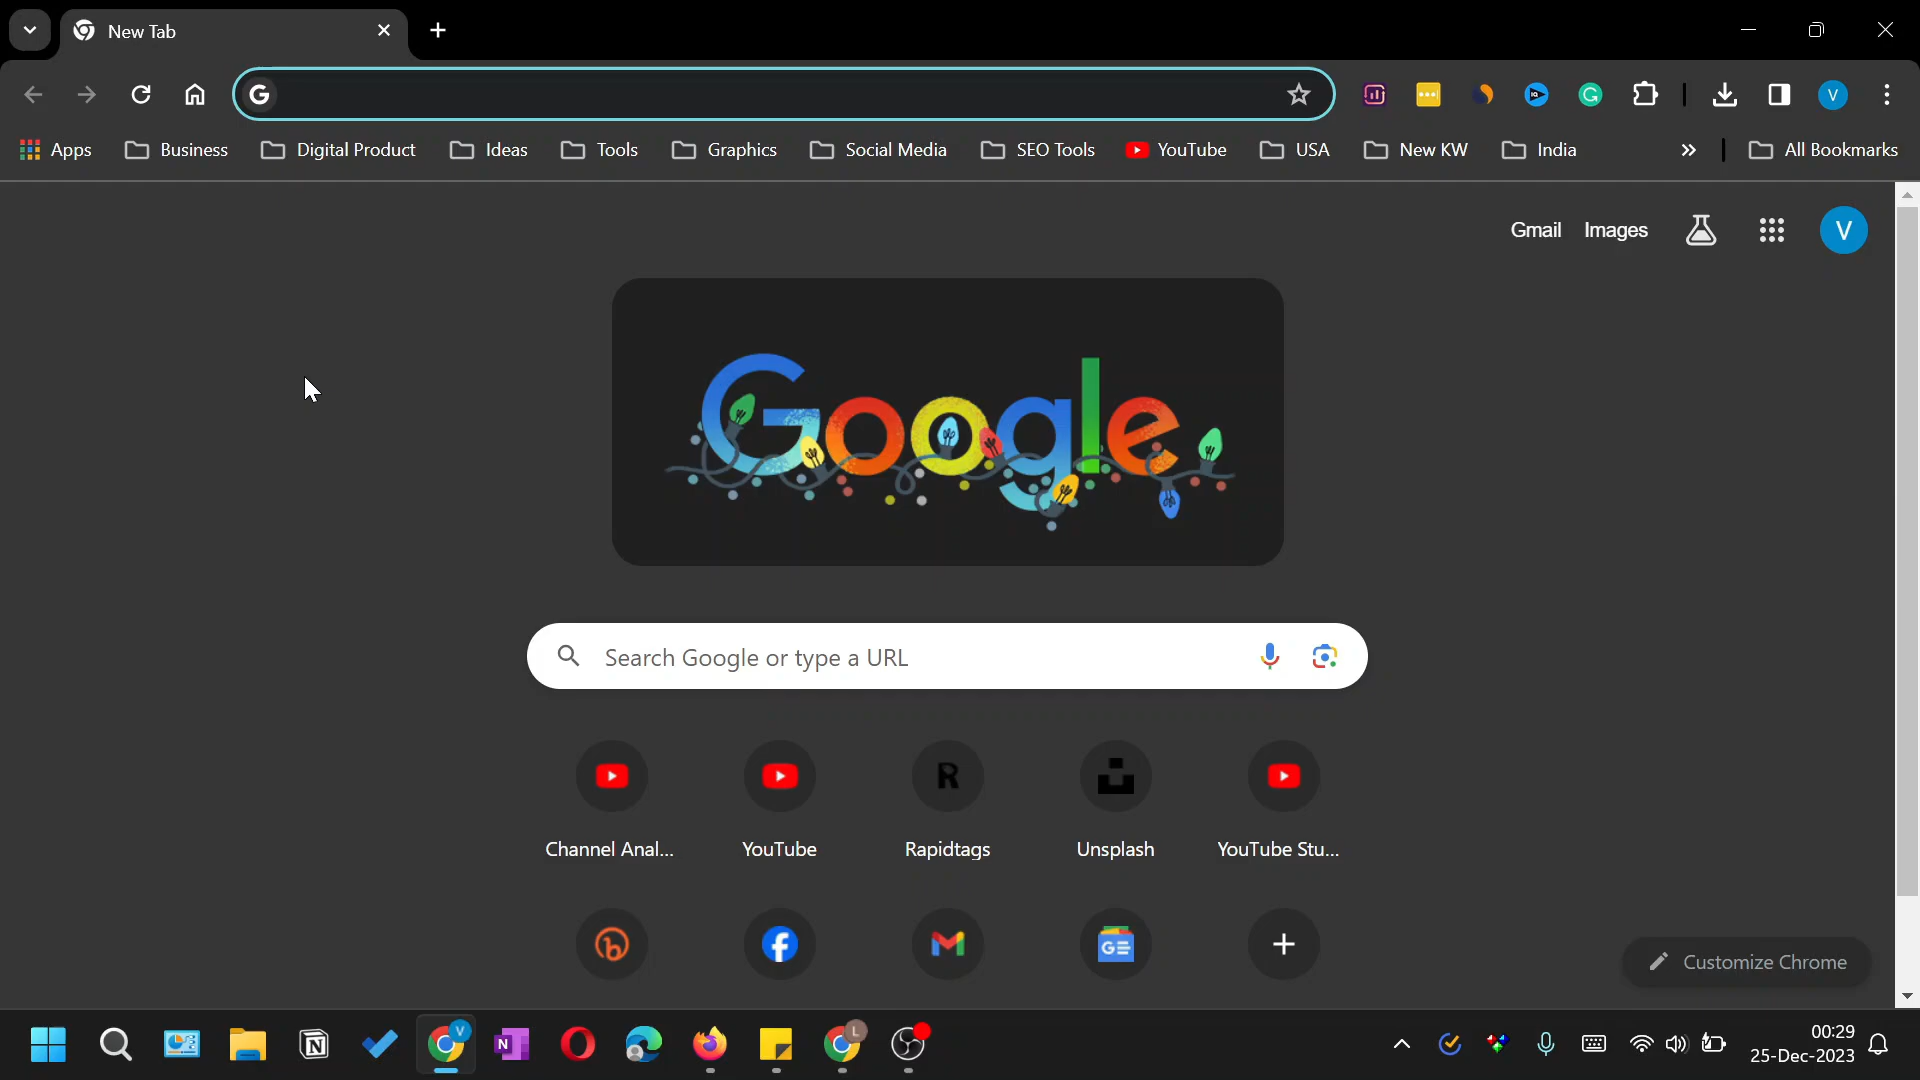 New Tab
Apps Business Digital Product Ideas Tools Graphics Social Media SEO Tools YouTube USA New KW India » All Bookmarks
Gmail Images V
Google
Search Google or type a URL
Channel Anal... YouTube Rapidtags Unsplash YouTube Stu...
Customize Chrome
00:29
25-Dec-2023